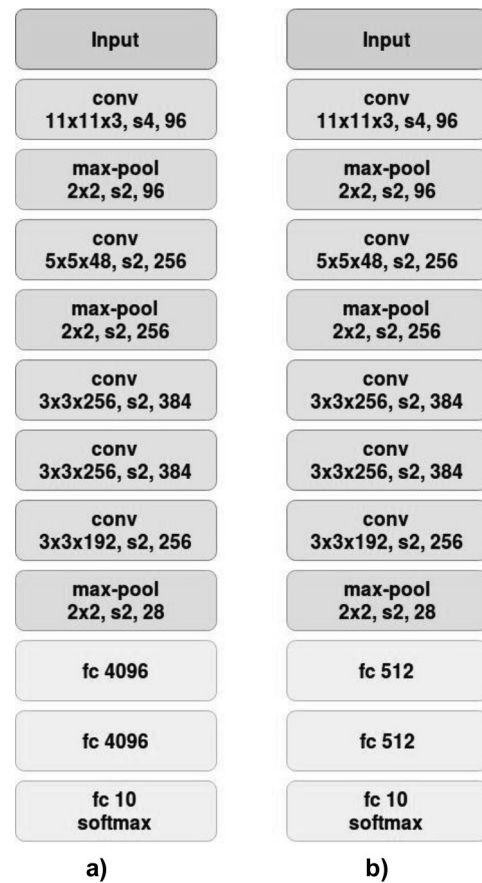 Input
conv
11x11x3, s4, 96
max-pool
2x2, s2, 96
conv
5x5x48, s2, 256
max-pool
2x2, s2, 256
conv
3x3x256, s2, 384
conv
3x3x256, s2, 384
conv
3x3x192, s2, 256
max-pool
2x2, s2, 28
fc 4096
fc 4096
fc 10
softmax
a)
Input
conv
11x11x3, s4, 96
max-pool
2x2, s2, 96
conv
5x5x48, s2, 256
max-pool
2x2, s2, 256
conv
3x3x256, s2, 384
conv
3x3x256, s2, 384
conv
3x3x192, s2, 256
max-pool
2x2, s2, 28
fc 512
fc 512
fc 10
softmax
b)